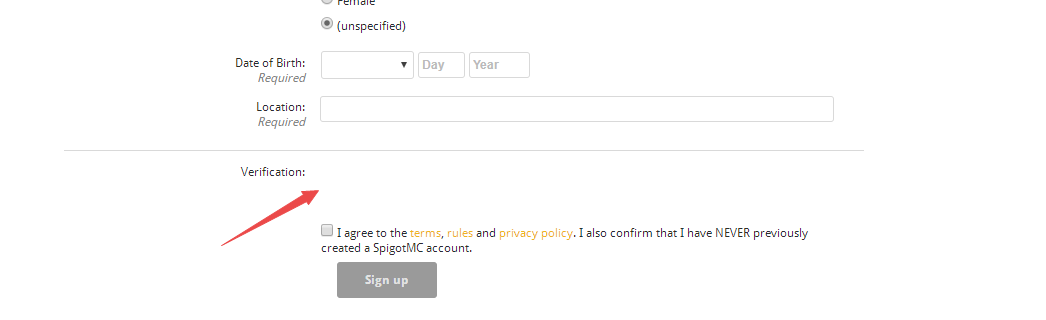 Female
(unspecified)
Date of Birth:
Required
Day
Year
Location:
Required
Verification:
I agree to the terms, rules and privacy policy. I also confirm that I have NEVER previously
created a SpigotMC account.
Sign up